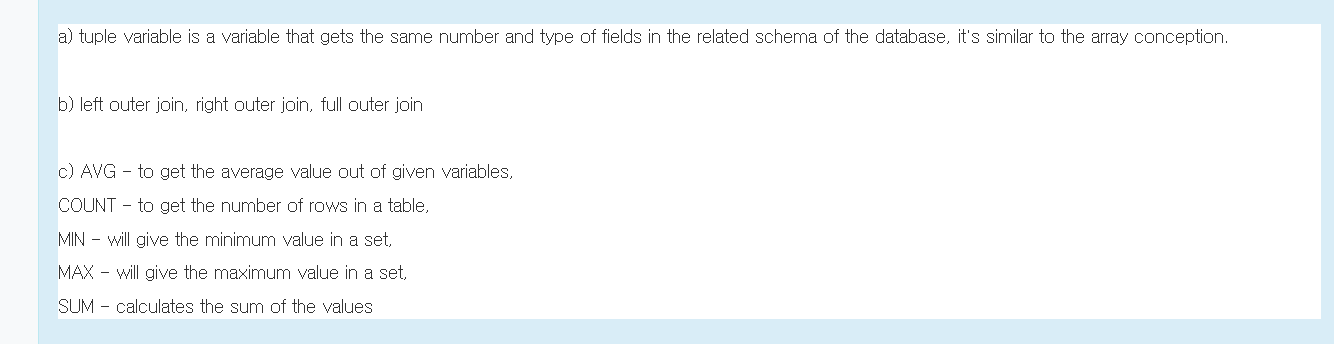 a) tuple variable is a variable that gets the same number and type of fields in the related schema of the database, it's similar to the array conception.
b) left outer join, right outer join, full outer join
c) AVG – to get the average value out of given variables,
COUNT – to get the number of rows in a table,
MIN – will give the minimum value in a set,
MAX – will give the maximum value in a set,
SUM – calculates the sum of the values